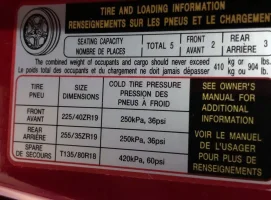 TIRE AND LOADING INFORMATION
RENSEIGNEMENTS SUR LES PNEUS ET LE CHARGEMENT
SEATING CAPACITY TOTAL 5 FRONT 2 REAR 3
NOMBRE DE PLACES AVANT ARRIÈRE
The combined weight of occupants and cargo should never exceed 410 kg or 904 lbs.
Le poids total des occupants et du chargement ne doit jamais dépasser kg ou lb.
TIRE SIZE COLD TIRE PRESSURE
PNEU DIMENSIONS PRESSION DES
PNEUS À FROID
FRONT 225/40ZR19 250kPa, 36psi
AVANT
REAR 255/35ZR19 250kPa, 36psi
ARRIÈRE
SPARE T135/80R18 420kPa, 60psi
DE SECOURS
SEE OWNER'S
MANUAL FOR
ADDITIONAL
INFORMATION
VOIR LE MANUEL
DE L'USAGER
POUR PLUS DE
RENSEIGNEMENTS